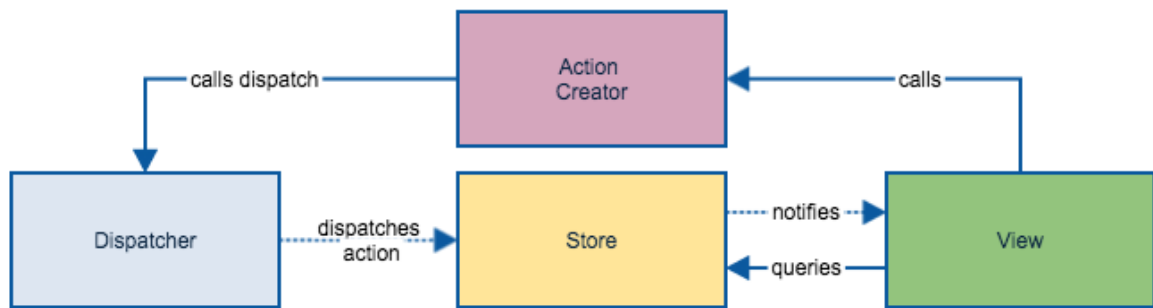 Action
Creator
calls dispatch
calls
Dispatcher
dispatches
action
Store
notifies
queries
View